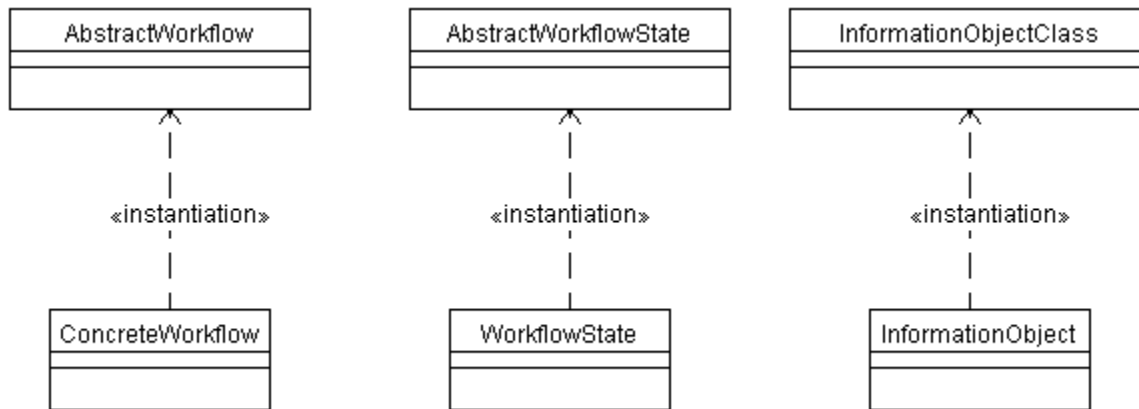 AbstractWorkflow
AbstractWorkflowState
InformationObjectClass
«instantiation»
«instantiation»
«instantiation»
ConcreteWorkflow
WorkflowState
InformationObject